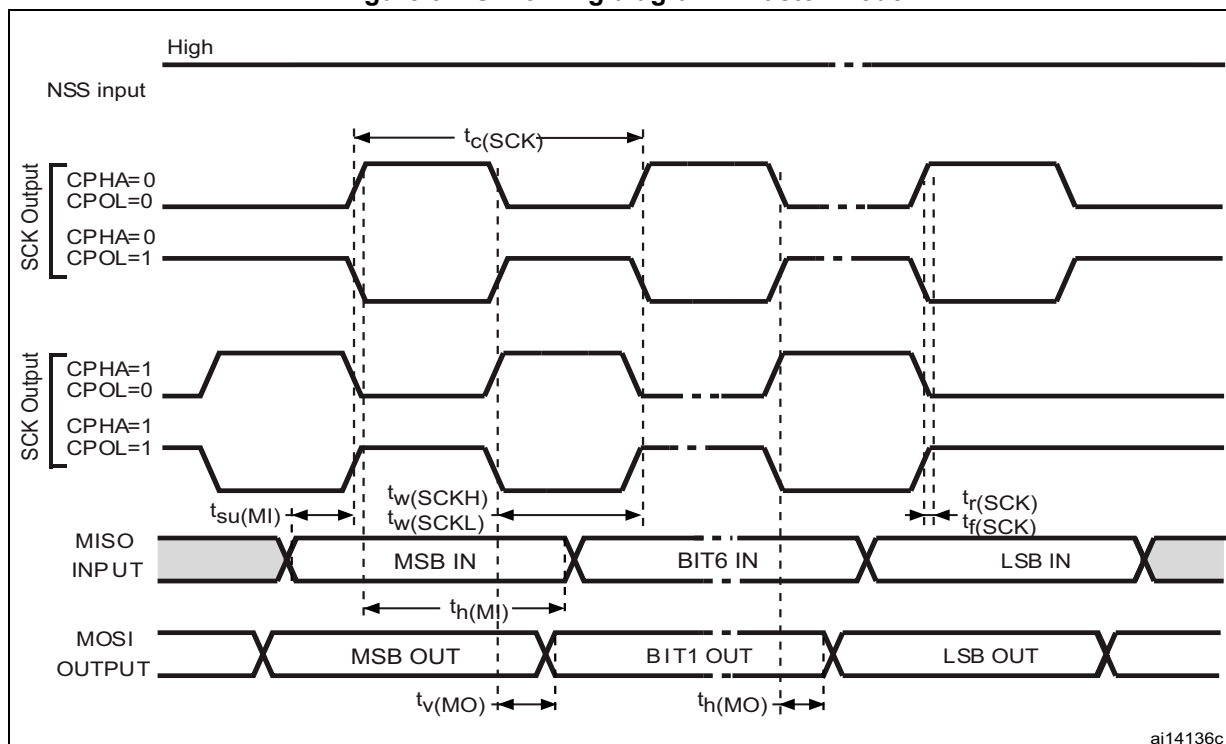 High
NSS input
tc(SCK)
SCK Output
CPHA=0
CPOL=0
CPHA=0
CPOL=1
SCK Output
CPHA=1
CPOL=0
CPHA=1
CPOL=1
tsu(MI)
tw(SCKH)
tw(SCKL)
tr(SCK)
tf(SCK)
MISO
INPUT
MSB IN
BIT6 IN
LSB IN
th(MI)
MOSI
OUTPUT
MSB OUT
BIT1 OUT
LSB OUT
tv(MO)
th(MO)
ai14136c